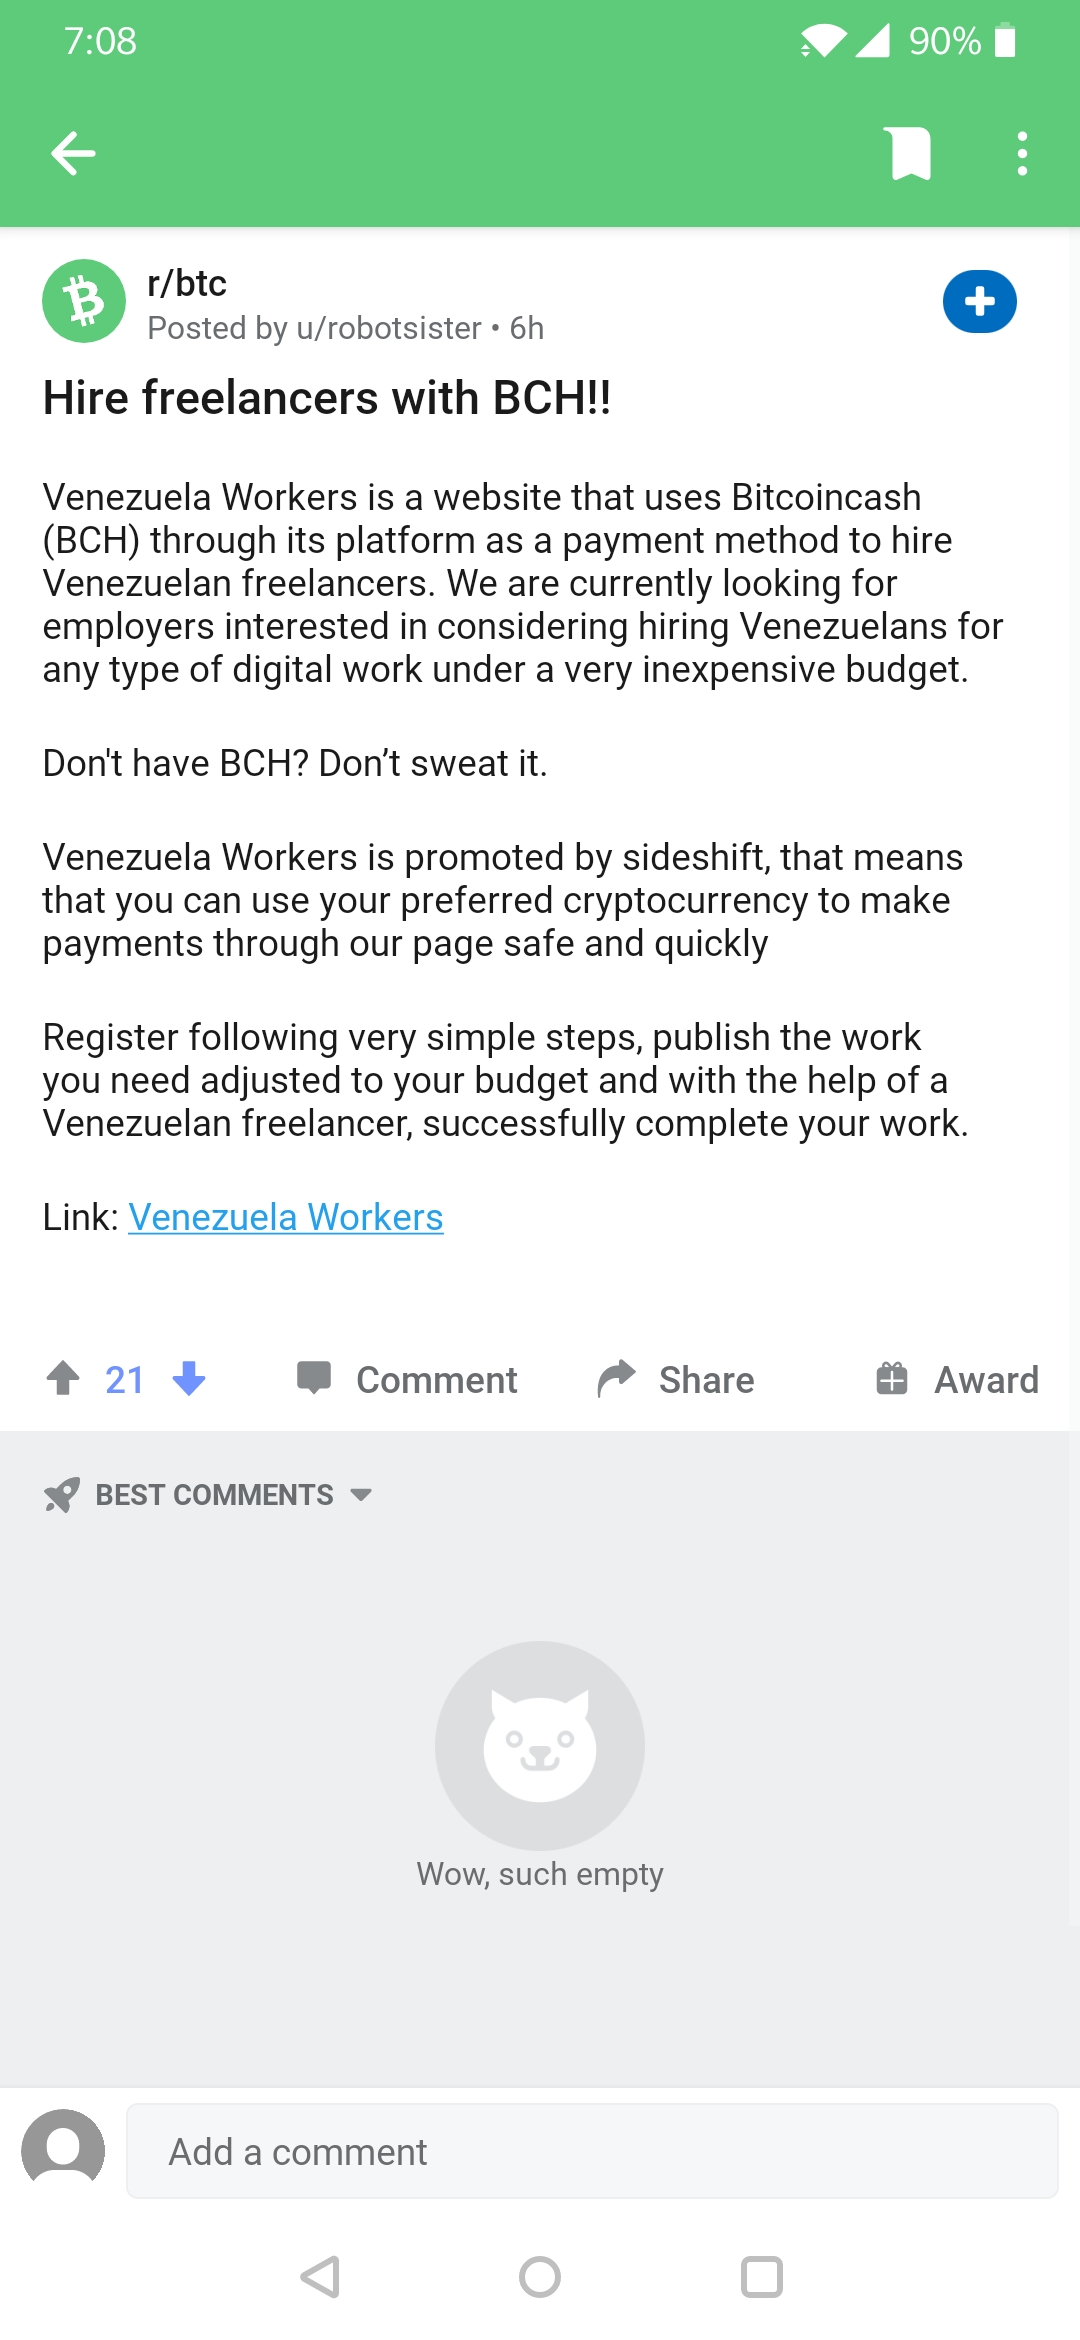 7:08
90%
r/btc
Posted by u/robotsister • 6h
Hire freelancers with BCH!!
Venezuela Workers is a website that uses Bitcoincash
(BCH) through its platform as a payment method to hire
Venezuelan freelancers. We are currently looking for
employers interested in considering hiring Venezuelans for
any type of digital work under a very inexpensive budget.
Don't have BCH? Don’t sweat it.
Venezuela Workers is promoted by sideshift, that means
that you can use your preferred cryptocurrency to make
payments through our page safe and quickly
Register following very simple steps, publish the work
you need adjusted to your budget and with the help of a
Venezuelan freelancer, successfully complete your work.
Link: Venezuela Workers
21
Comment
Share
Award
BEST COMMENTS
Wow, such empty
Add a comment